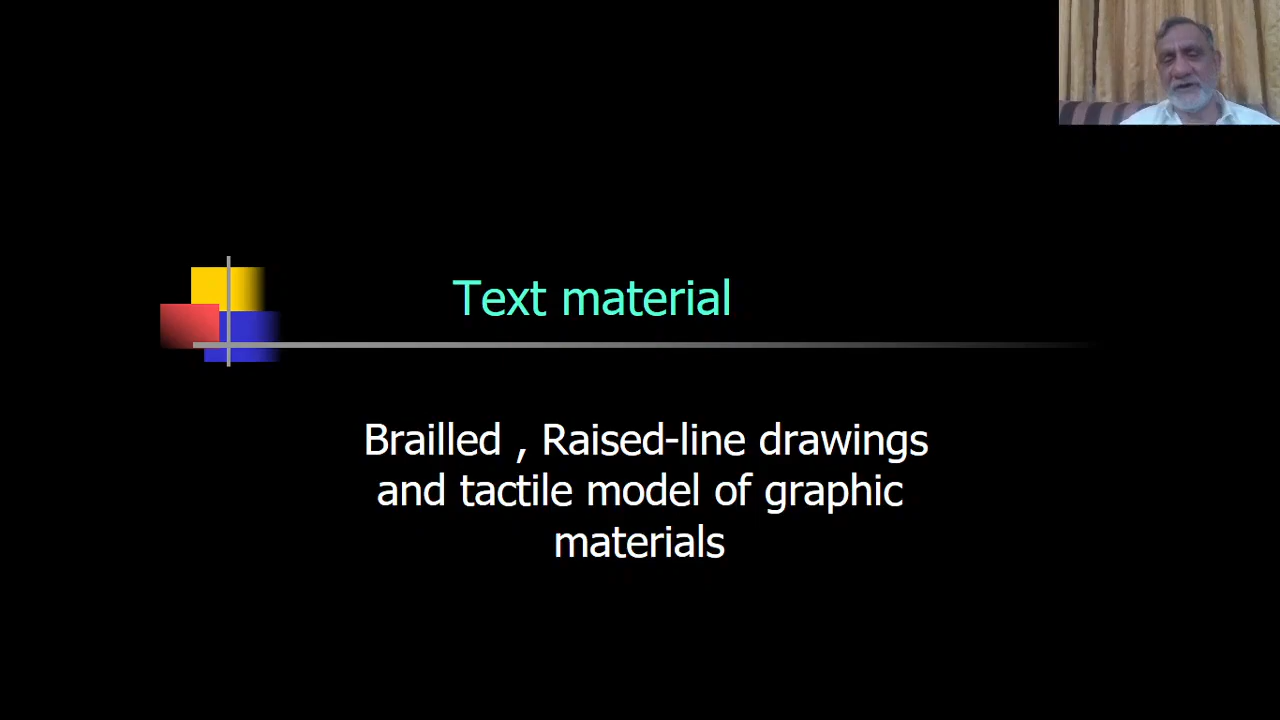 Text material
Brailled , Raised-line drawings
and tactile model of graphic
materials